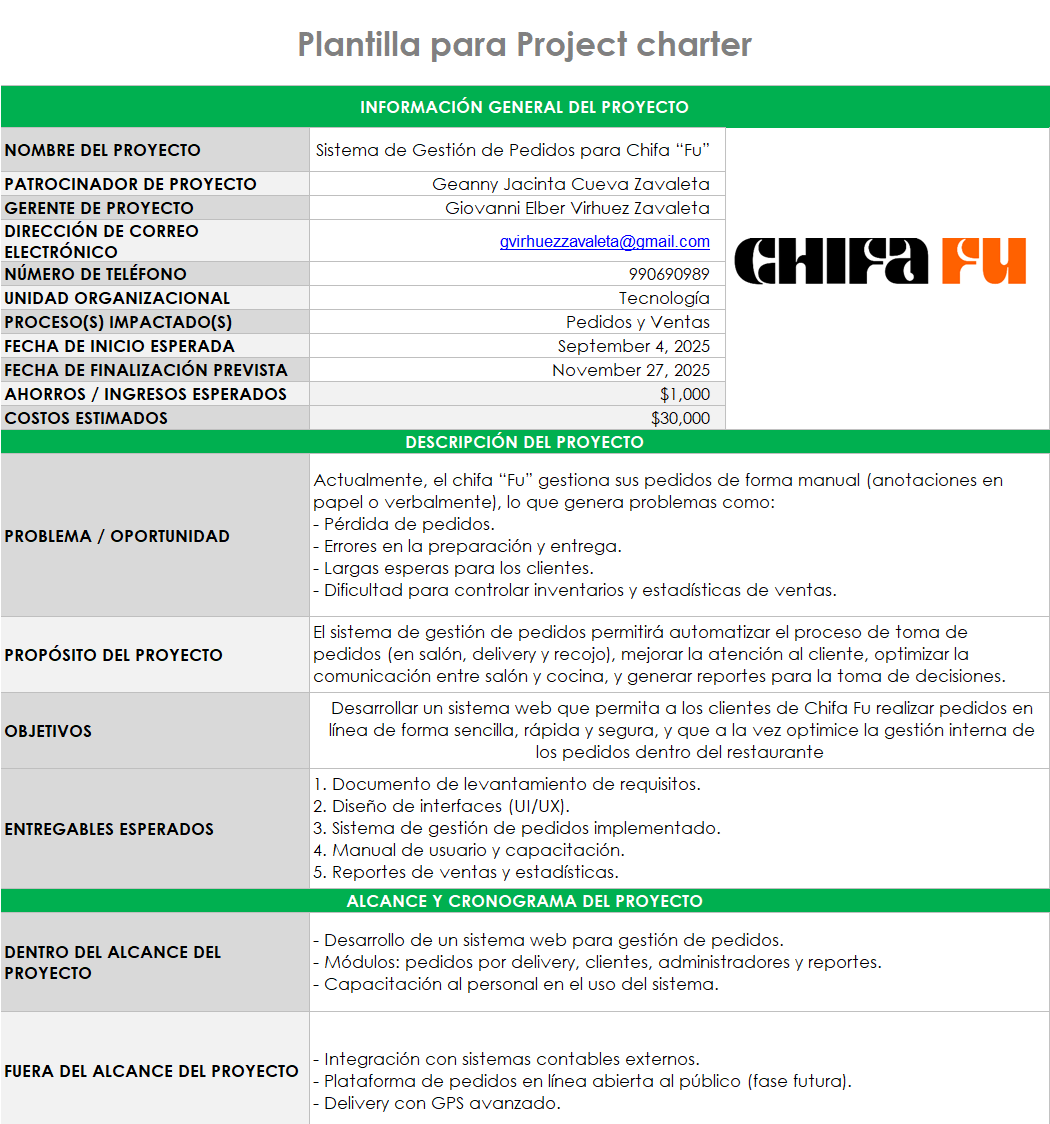 Plantilla para Project charter
INFORMACIÓN GENERAL DEL PROYECTO
NOMBRE DEL PROYECTO
Sistema de Gestión de Pedidos para Chifa “Fu”
PATROCINADOR DE PROYECTO
Geanny Jacinta Cueva Zavaleta
GERENTE DE PROYECTO
Giovanni Elber Virhuez Zavaleta
DIRECCIÓN DE CORREO
ELECTRÓNICO
gvirhuezzavaleta@gmail.com
NÚMERO DE TELÉFONO
990690989
UNIDAD ORGANIZACIONAL
Tecnología
PROCESO(S) IMPACTADO(S)
Pedidos y Ventas
FECHA DE INICIO ESPERADA
September 4, 2025
FECHA DE FINALIZACIÓN PREVISTA
November 27, 2025
AHORROS / INGRESOS ESPERADOS
$1,000
COSTOS ESTIMADOS
$30,000
CHIFA FU
DESCRIPCIÓN DEL PROYECTO
PROBLEMA / OPORTUNIDAD
Actualmente, el chifa “Fu” gestiona sus pedidos de forma manual (anotaciones en
papel o verbalmente), lo que genera problemas como:
- Pérdida de pedidos.
- Errores en la preparación y entrega.
- Largas esperas para los clientes.
- Dificultad para controlar inventarios y estadísticas de ventas.
PROPÓSITO DEL PROYECTO
El sistema de gestión de pedidos permitirá automatizar el proceso de toma de
pedidos (en salón, delivery y recojo), mejorar la atención al cliente, optimizar la
comunicación entre salón y cocina, y generar reportes para la toma de decisiones.
OBJETIVOS
Desarrollar un sistema web que permita a los clientes de Chifa Fu realizar pedidos en
línea de forma sencilla, rápida y segura, y que a la vez optimice la gestión interna de
los pedidos dentro del restaurante
ENTREGABLES ESPERADOS
1. Documento de levantamiento de requisitos.
2. Diseño de interfaces (UI/UX).
3. Sistema de gestión de pedidos implementado.
4. Manual de usuario y capacitación.
5. Reportes de ventas y estadísticas.
ALCANCE Y CRONOGRAMA DEL PROYECTO
DENTRO DEL ALCANCE DEL
PROYECTO
- Desarrollo de un sistema web para gestión de pedidos.
- Módulos: pedidos por delivery, clientes, administradores y reportes.
- Capacitación al personal en el uso del sistema.
FUERA DEL ALCANCE DEL PROYECTO
- Integración con sistemas contables externos.
- Plataforma de pedidos en línea abierta al público (fase futura).
- Delivery con GPS avanzado.